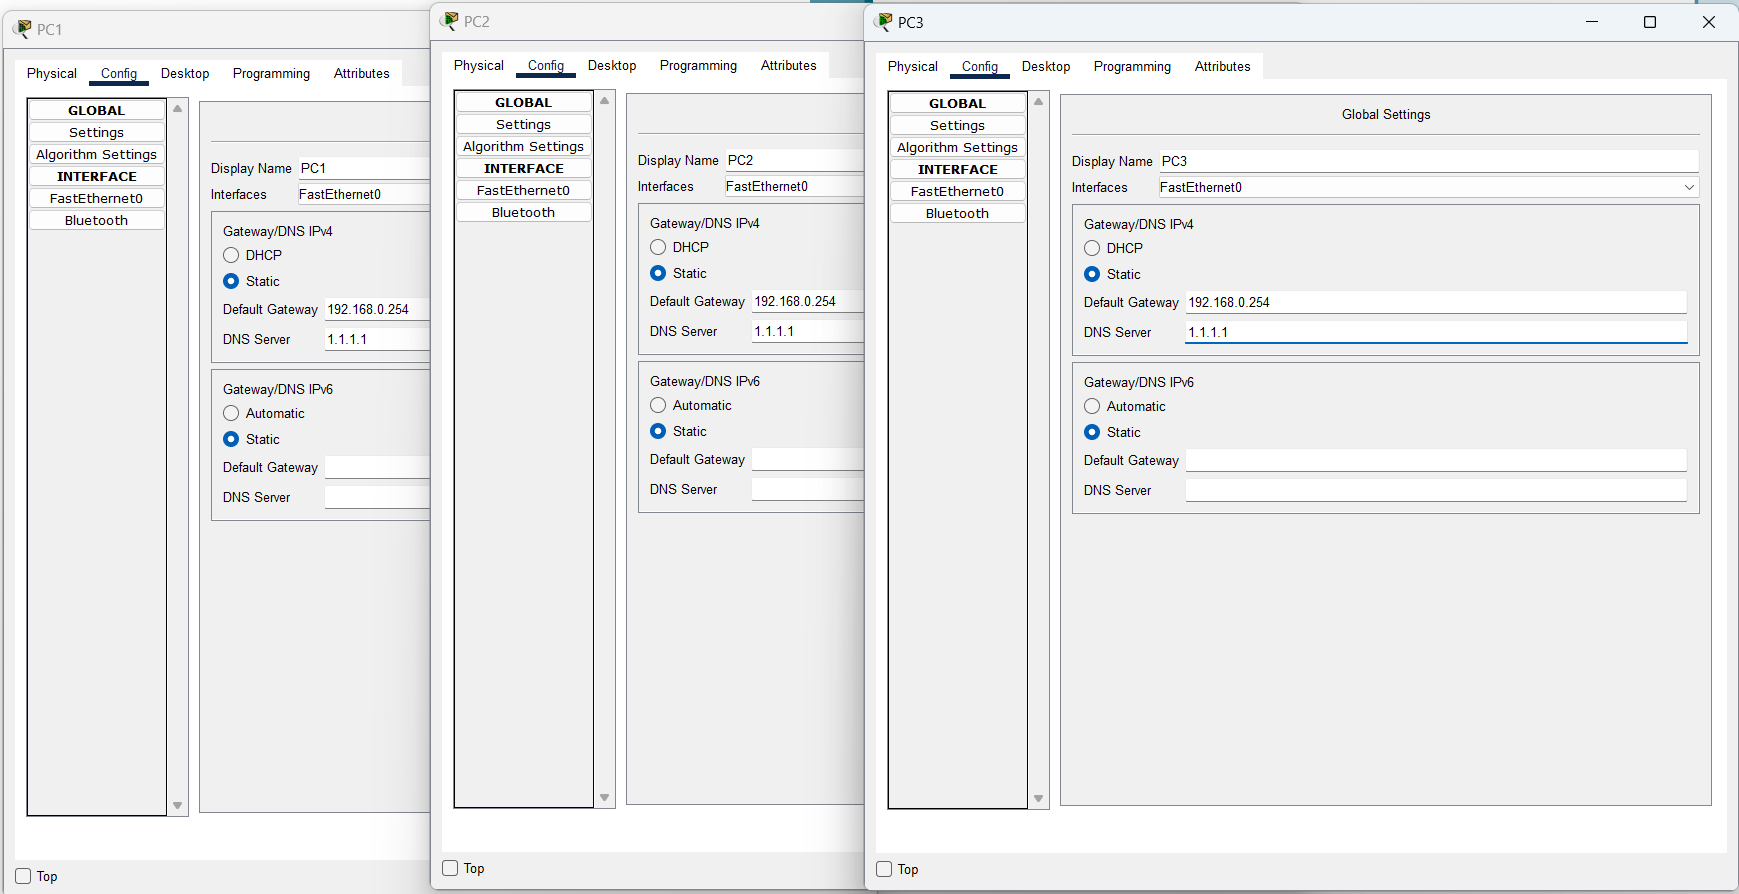 PC1
Physical Config Desktop Programming Attributes
GLOBAL
Settings
Algorithm Settings
INTERFACE
FastEthernet0
Bluetooth
Display Name PC1
Interfaces FastEthernet0
Gateway/DNS IPv4
DHCP
Static
Default Gateway 192.168.0.254
DNS Server 1.1.1.1
Gateway/DNS IPv6
Automatic
Static
Default Gateway
DNS Server
Top
PC2
Physical Config Desktop Programming Attributes
GLOBAL
Settings
Algorithm Settings
INTERFACE
FastEthernet0
Bluetooth
Display Name PC2
Interfaces FastEthernet0
Gateway/DNS IPv4
DHCP
Static
Default Gateway 192.168.0.254
DNS Server 1.1.1.1
Gateway/DNS IPv6
Automatic
Static
Default Gateway
DNS Server
Top
PC3
Physical Config Desktop Programming Attributes
GLOBAL
Settings
Algorithm Settings
INTERFACE
FastEthernet0
Bluetooth
Global Settings
Display Name PC3
Interfaces FastEthernet0
Gateway/DNS IPv4
DHCP
Static
Default Gateway 192.168.0.254
DNS Server 1.1.1.1
Gateway/DNS IPv6
Automatic
Static
Default Gateway
DNS Server
Top